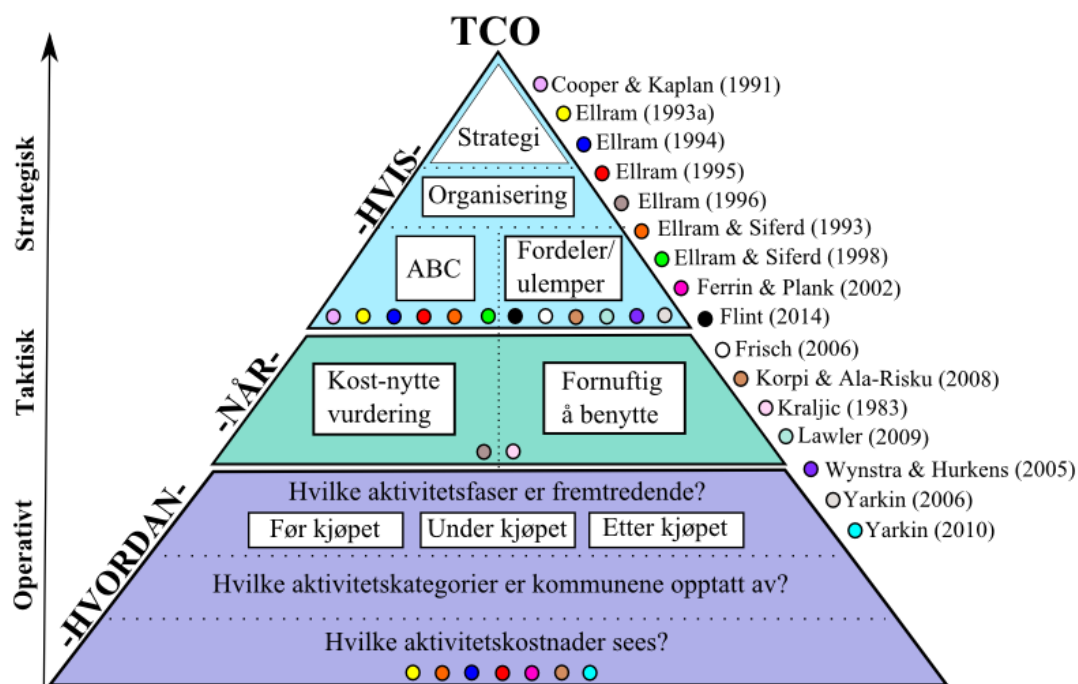 TCO
Strategisk
Taktisk
Operativt
-HVIS-
-NÅR-
-HVORDAN-
Strategi
Organisering
ABC
Fordeler/
ulemper
Kost-nytte
vurdering
Fornuftig
å benytte
Hvilke aktivitetsfaser er fremtredende?
Før kjøpet
Under kjøpet
Etter kjøpet
Hvilke aktivitetskategorier er kommunene opptatt av?
Hvilke aktivitetskostnader sees?
Cooper & Kaplan (1991)
Ellram (1993a)
Ellram (1994)
Ellram (1995)
Ellram (1996)
Ellram & Siferd (1993)
Ellram & Siferd (1998)
Ferrin & Plank (2002)
Flint (2014)
Frisch (2006)
Korpi & Ala-Risku (2008)
Kraljic (1983)
Lawler (2009)
Wynstra & Hurkens (2005)
Yarkin (2006)
Yarkin (2010)